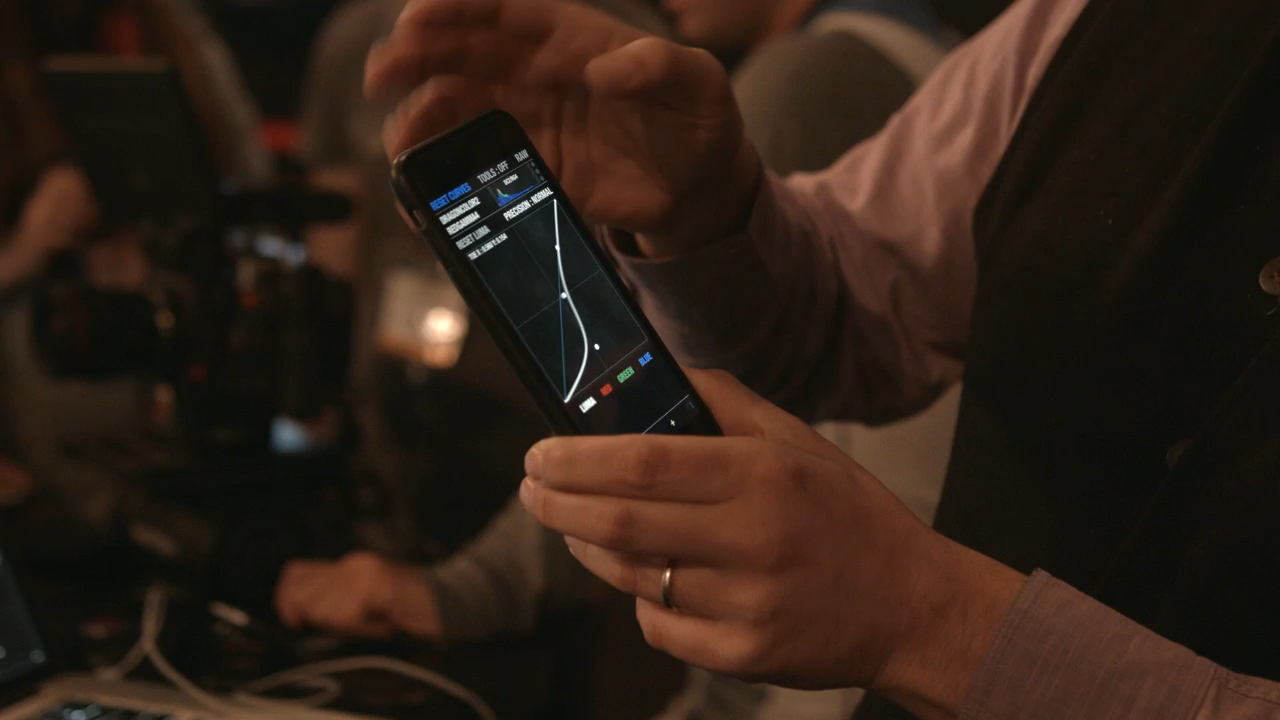 RESET CURVES TOOLS : OFF RAW
DRAGONCOLOR2
REDGAMMA4
PRECISION : NORMAL
RESET LUMA
LUMA RED GREEN BLUE
+